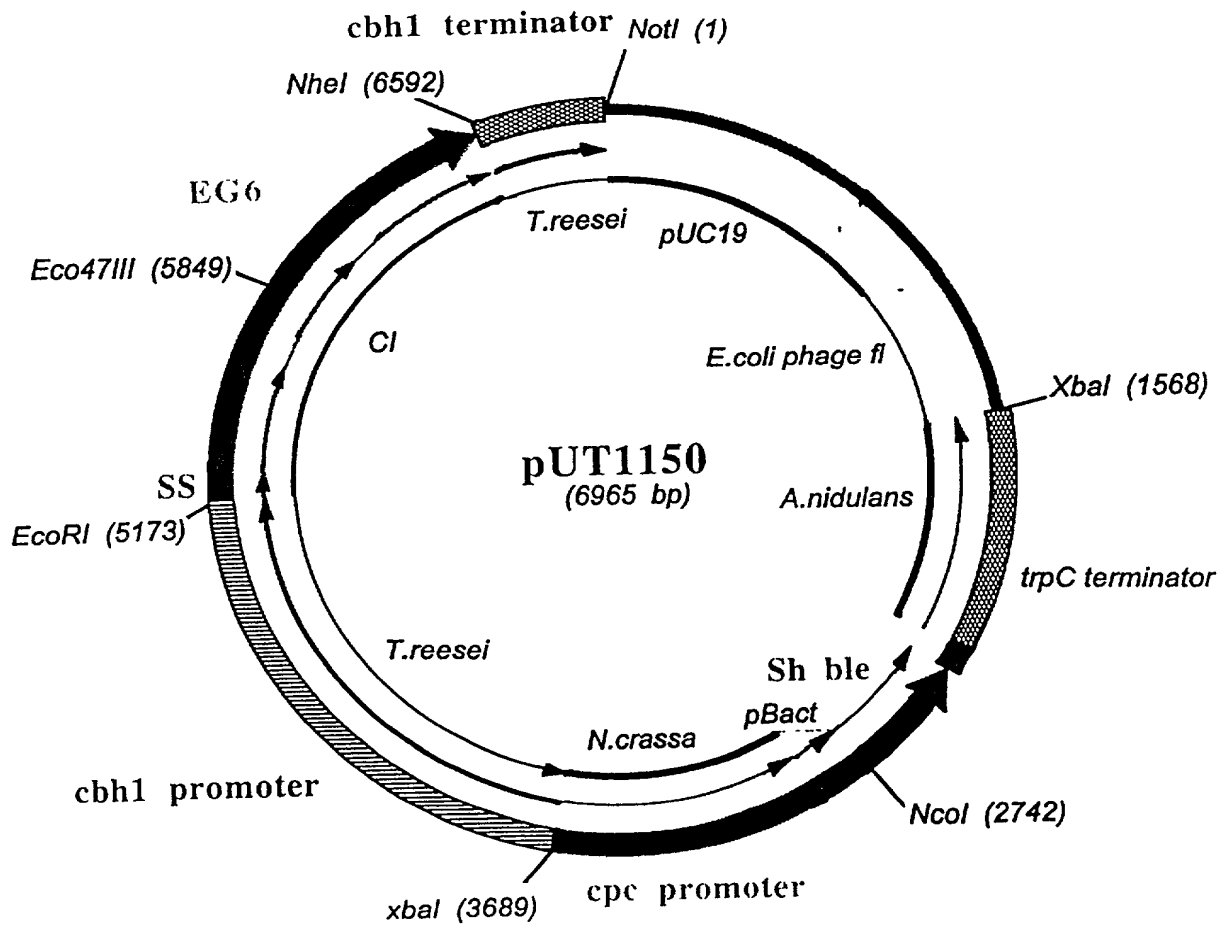 cbh1 terminator
NotI (1)
NheI (6592)
EG6
T.reesei
pUC19
Eco47III (5849)
CI
E.coli phage fI
XbaI (1568)
pUT1150
(6965 bp)
SS
A.nidulans
EcoRI (5173)
trpC terminator
T.reesei
Sh ble
pBact
N.crassa
cbh1 promoter
NcoI (2742)
cpc promoter
xbaI (3689)